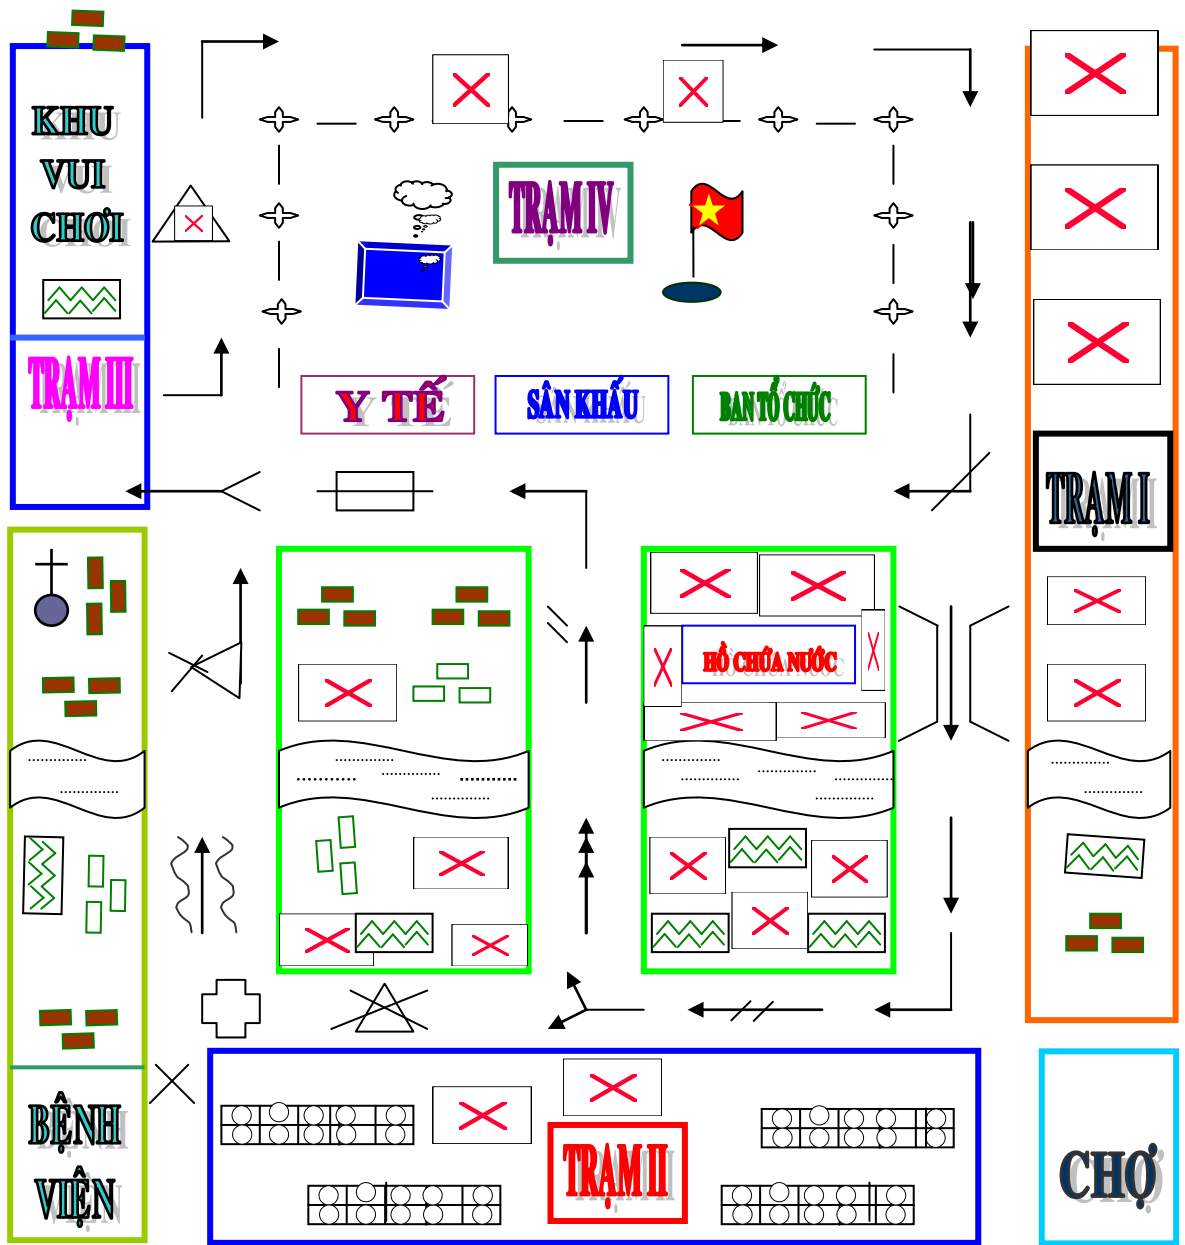 KHU
VUI
CHƠI
TRẠM IV
TRẠM III
Y TẾ
SÂN KHẤU
BAN TỔ CHỨC
TRẠM I
HỒ CHỨA NƯỚC
BỆNH
VIỆN
TRẠM II
CHỢ